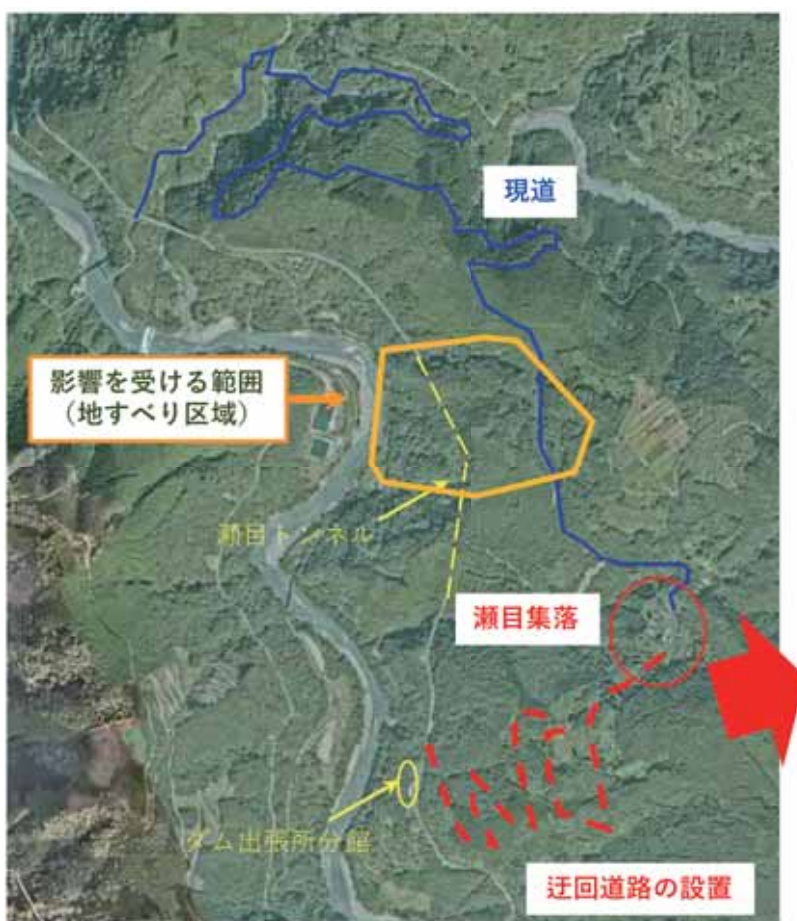 現道
影響を受ける範囲
(地すべり区域)
瀬目トンネル
瀬目集落
ダム出張所分館
迂回道路の設置